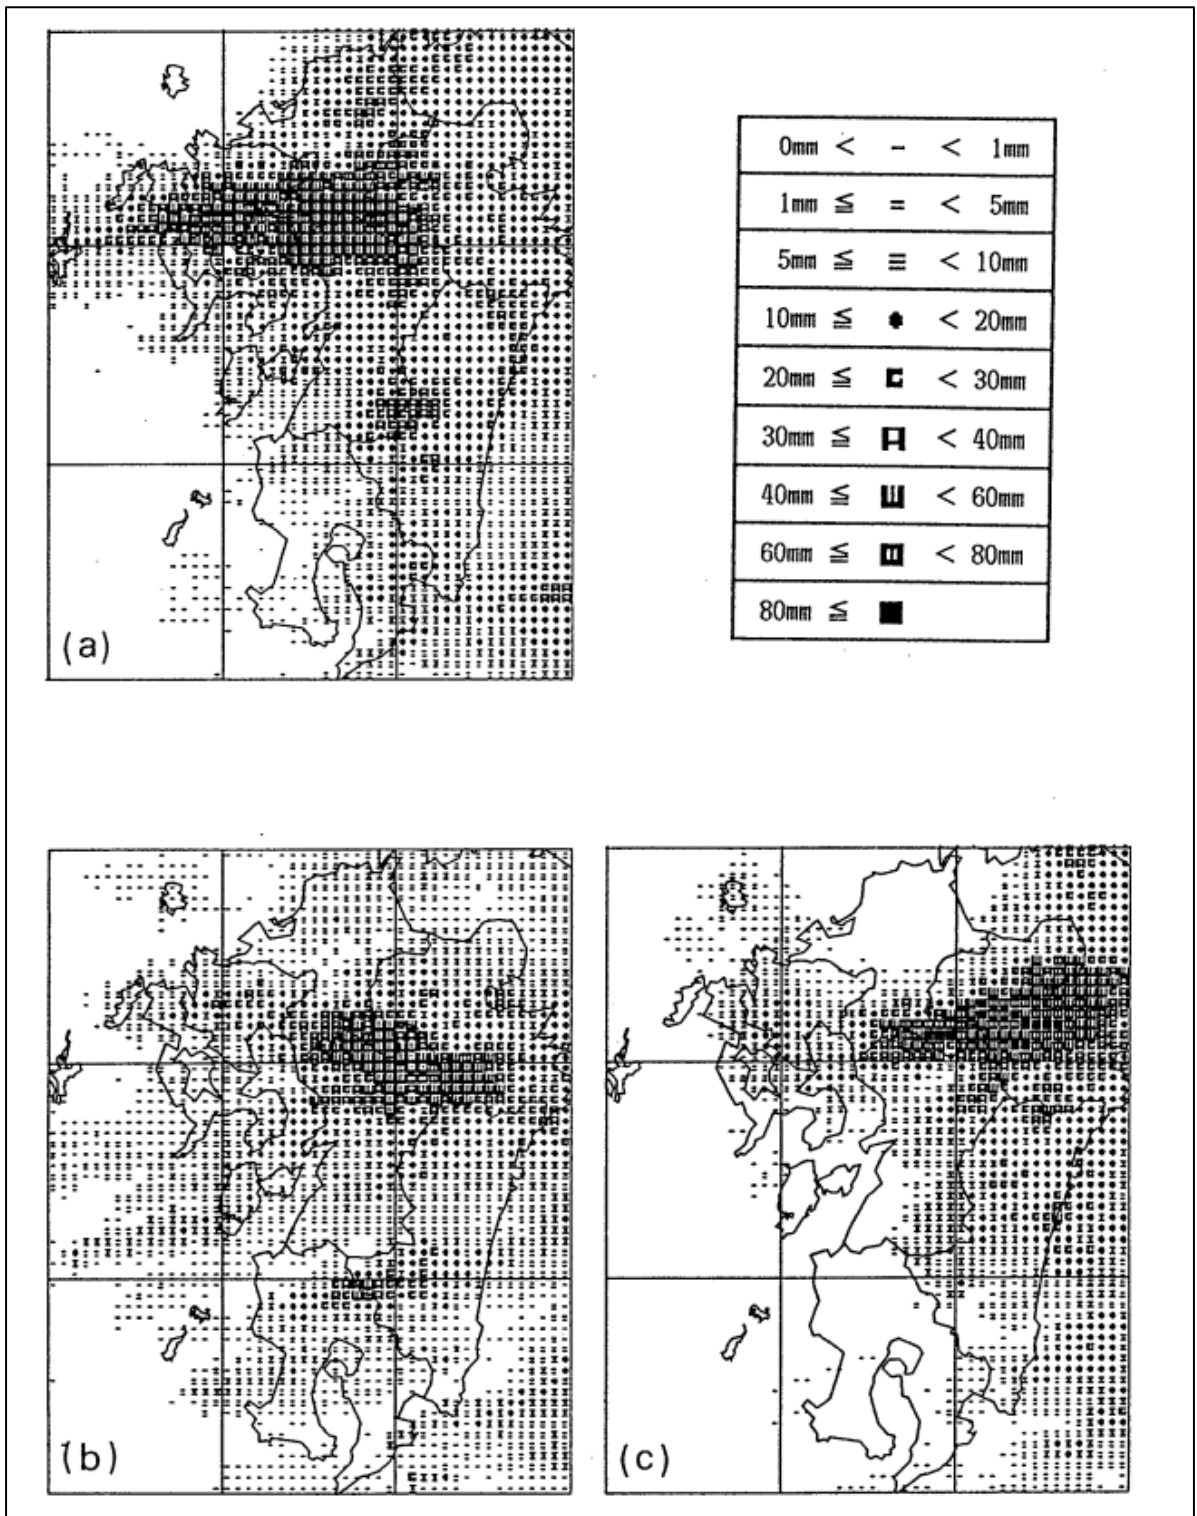 0mm < - < 1mm
1mm ≦ = < 5mm
5mm ≦ ≡ < 10mm
10mm ≦ ● < 20mm
20mm ≦ < 30mm
30mm ≦ < 40mm
40mm ≦ < 60mm
60mm ≦ < 80mm
80mm ≦ ■
(a)
(b)
(c)